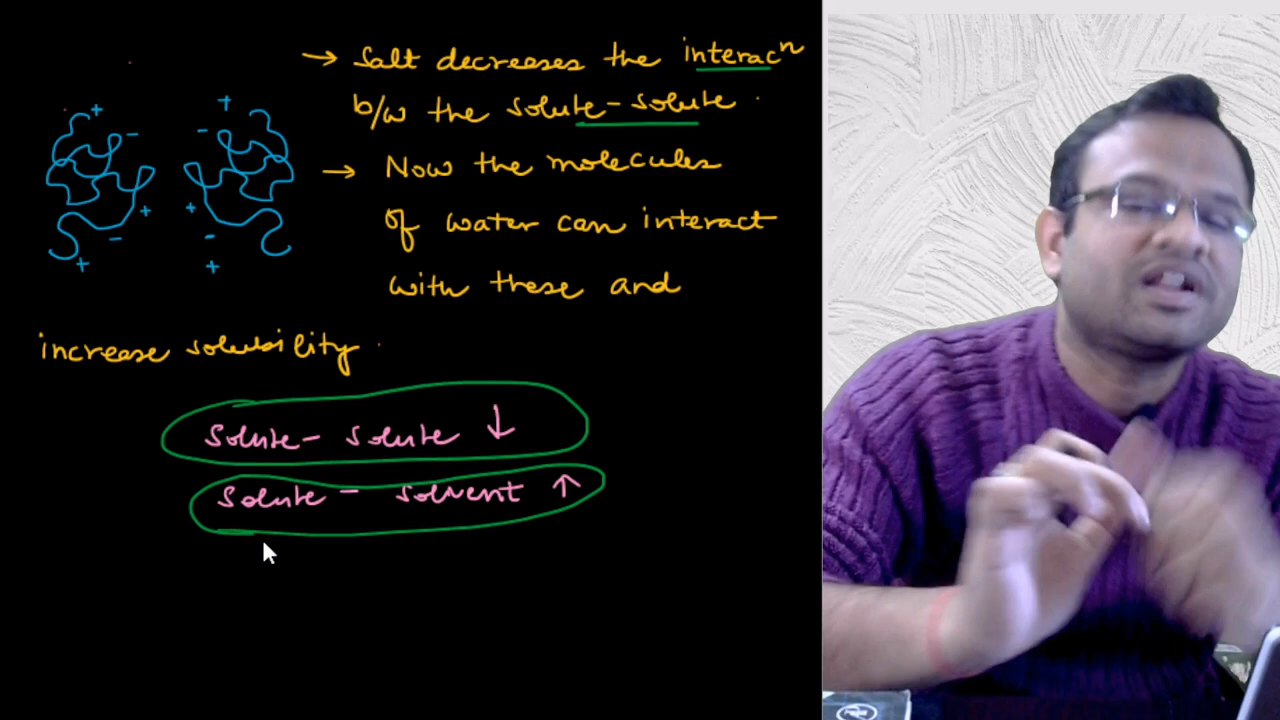 → Salt decreeses the interacⁿ
b/w the solute-solute.
→ Now the molecules
of water can interact
with these and
increase solubility.
Solute- solute ↓
Solute - solvent ↑